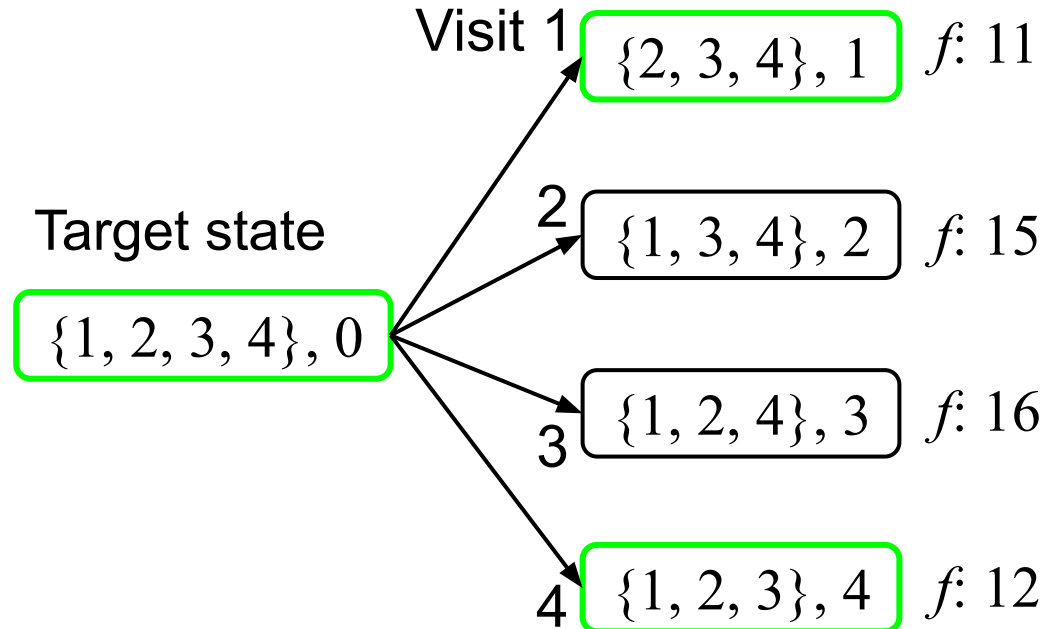 Visit 1
{2, 3, 4}, 1 f: 11
2
{1, 3, 4}, 2 f: 15
Target state
{1, 2, 3, 4}, 0
3
{1, 2, 4}, 3 f: 16
4
{1, 2, 3}, 4 f: 12